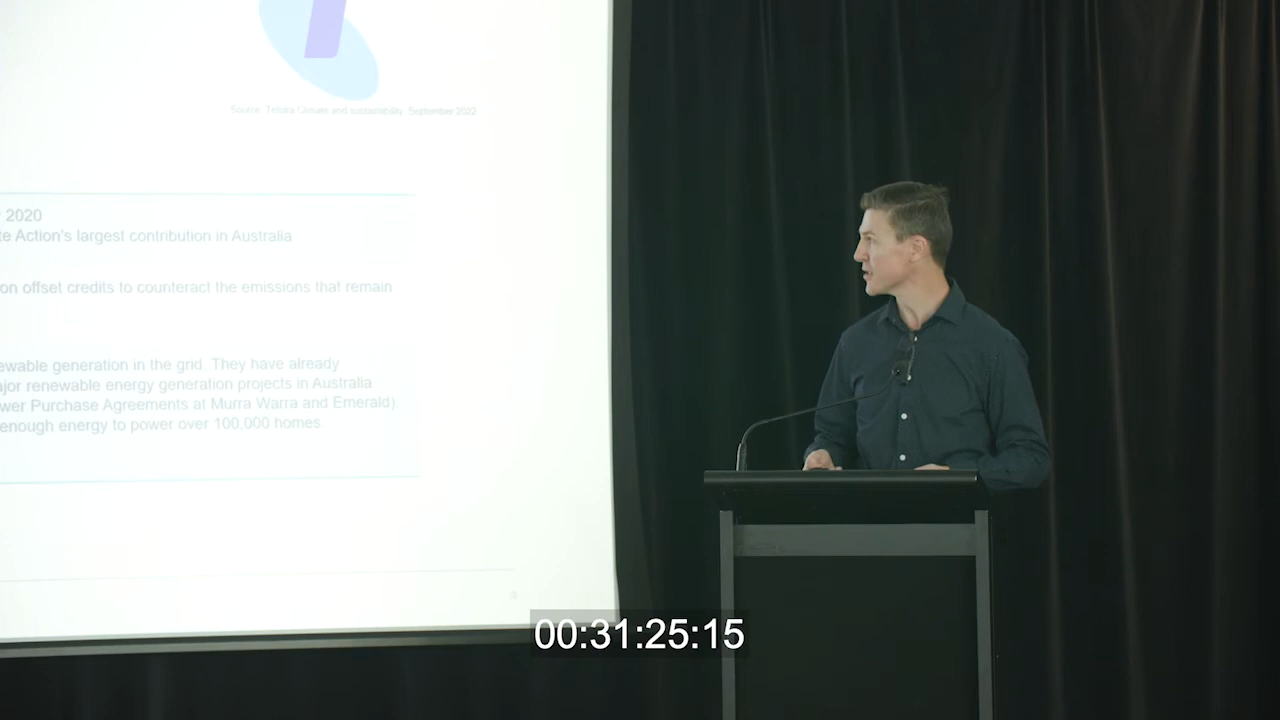 Source: Telstra Climate and sustainability, September 2022
2020
te Action's largest contribution in Australia
on offset credits to counteract the emissions that remain
ewable generation in the grid. They have already
jor renewable energy generation projects in Australia
wer Purchase Agreements at Murra Warra and Emerald).
enough energy to power over 100,000 homes.
00:31:25:15